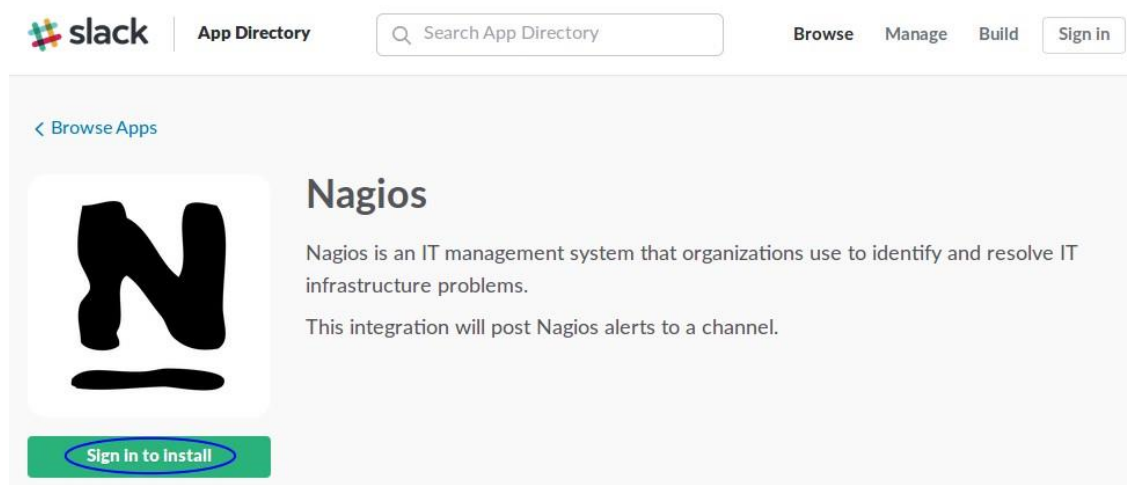 slack App Directory Search App Directory Browse Manage Build Sign in
Browse Apps
N
Nagios
Nagios is an IT management system that organizations use to identify and resolve IT
infrastructure problems.
This integration will post Nagios alerts to a channel.
Sign in to install